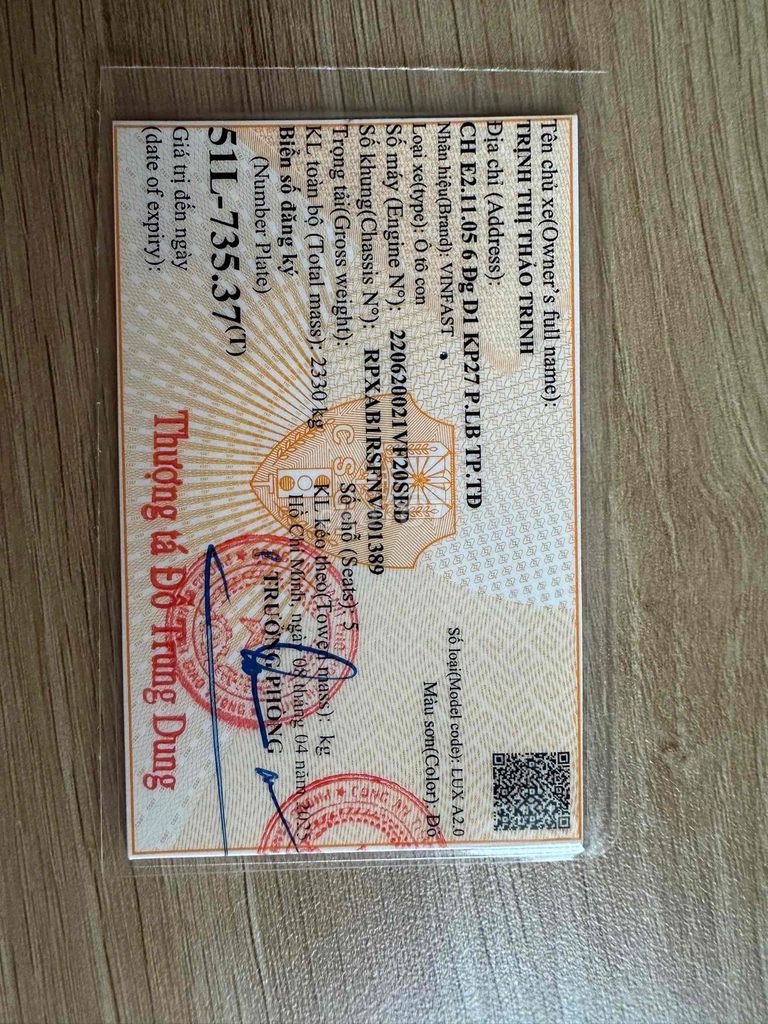 Tên chủ xe(Owner's full name):
TRỊNH THỊ THẢO TRINH
Địa chỉ (Address):
CH E2.11.05 6 Đg D1 KP27 P.LB TP.TĐ
Nhãn hiệu(Brand): VINFAST Số loại(Model code): LUX A2.0
Loại xe(type): Ô tô con Màu sơn(Color): Đỏ
Số máy (Engine N°): 220620021VF20SED
Số khung(Chassis N°): RPXAB1RSFNV001389
Trọng tải(Gross weight): Số chỗ (Seats): 5
KL toàn bộ (Total mass): 2330 kg KL kéo theo(Towed mass): kg
Biển số đăng ký Hồ Chí Minh, ngày 08 tháng 04 năm
(Number Plate) TRƯỞNG PHÒNG
51L-735.37(T)
Giá trị đến ngày
(date of expiry):
Thượng tá Đỗ Trung Dung